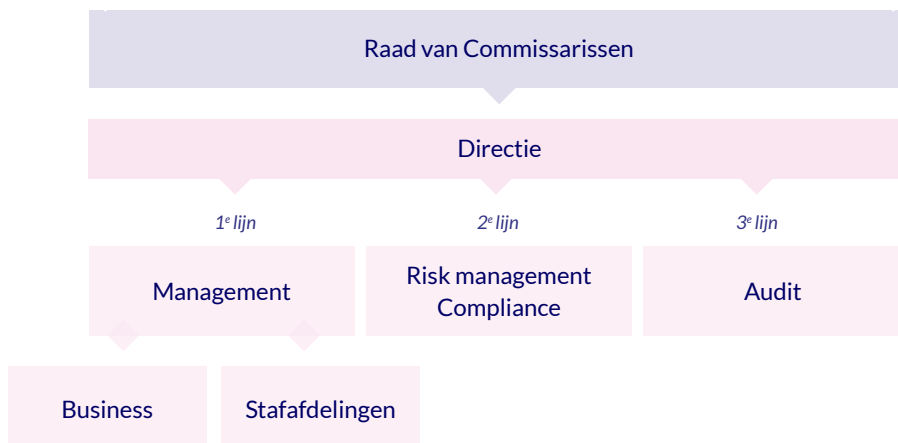 Raad van Commissarissen
Directie
1e lijn
2e lijn
3e lijn
Management
Risk management
Compliance
Audit
Business
Stafafdelingen